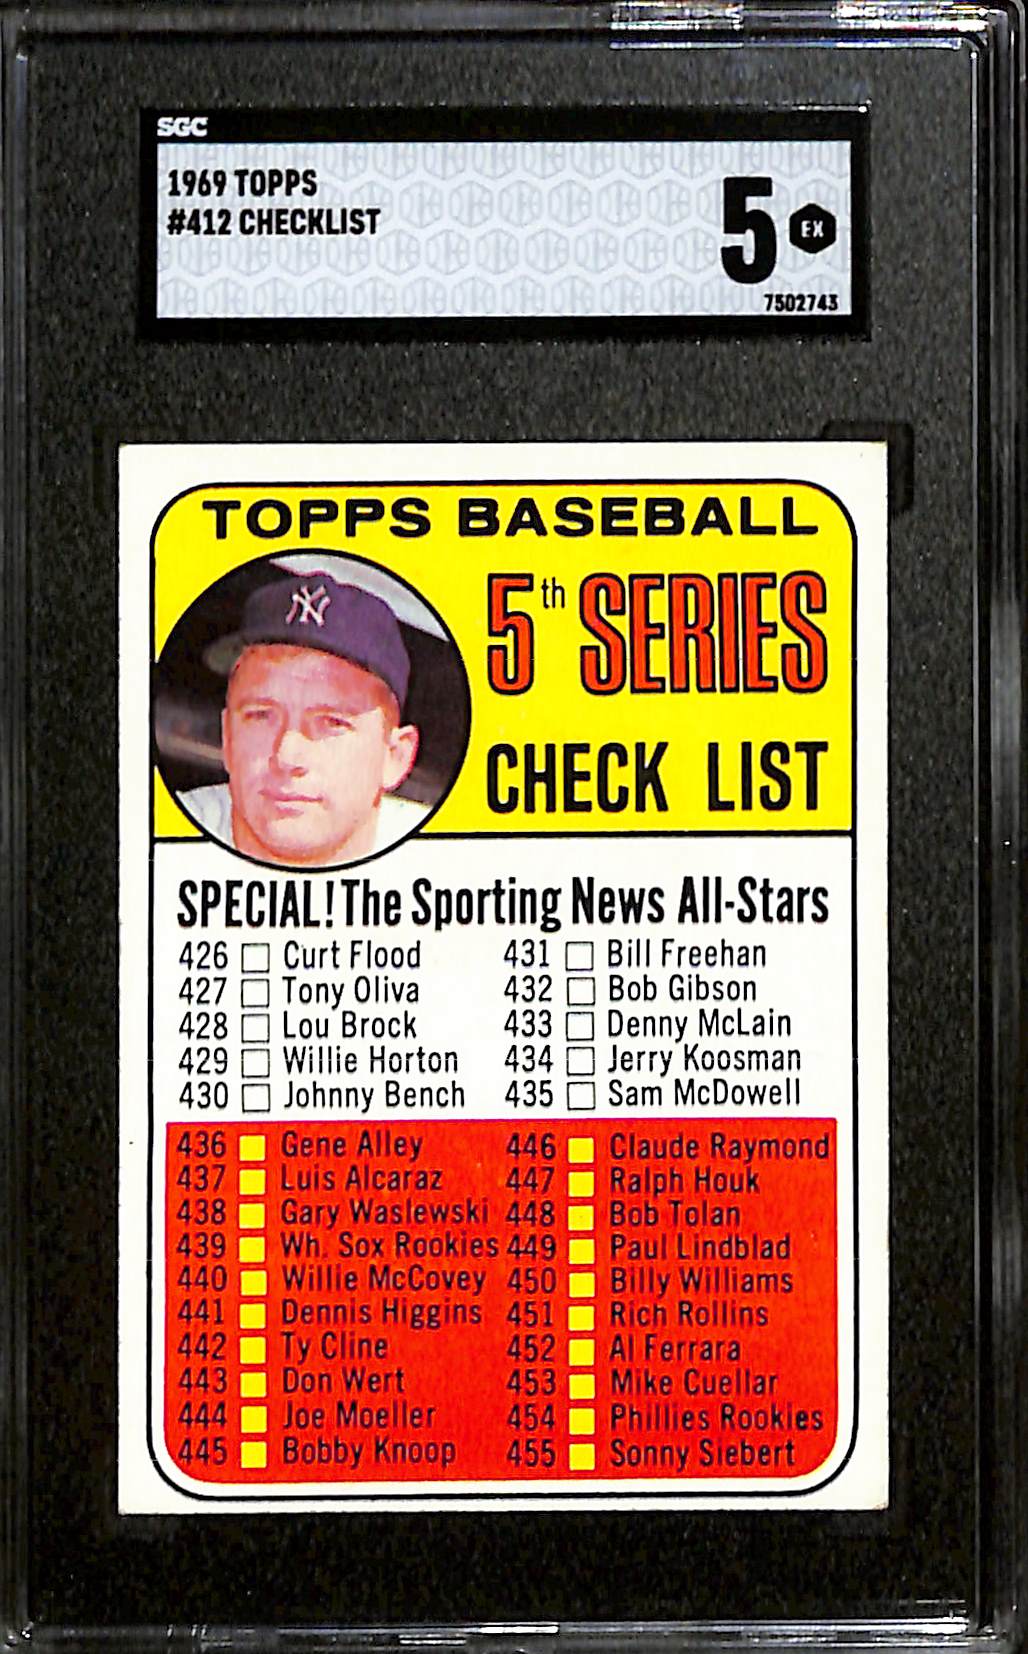 SGC
1969 TOPPS
#412 CHECKLIST
5 EX
7502743
TOPPS BASEBALL
NY
5th SERIES
CHECK LIST
SPECIAL! The Sporting News All-Stars
426 Curt Flood 431 Bill Freehan
427 Tony Oliva 432 Bob Gibson
428 Lou Brock 433 Denny McLain
429 Willie Horton 434 Jerry Koosman
430 Johnny Bench 435 Sam McDowell
436 Gene Alley 446 Claude Raymond
437 Luis Alcaraz 447 Ralph Houk
438 Gary Waslewski 448 Bob Tolan
439 Wh. Sox Rookies 449 Paul Lindblad
440 Willie McCovey 450 Billy Williams
441 Dennis Higgins 451 Rich Rollins
442 Ty Cline 452 Al Ferrara
443 Don Wert 453 Mike Cuellar
444 Joe Moeller 454 Phillies Rookies
445 Bobby Knoop 455 Sonny Siebert